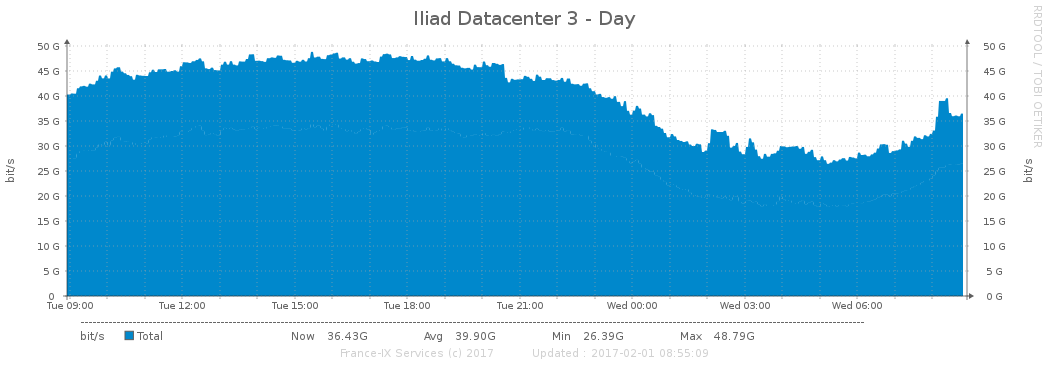 Iliad Datacenter 3 - Day
RRDTOOL / TOBI OETIKER
bit/s
50 G 50 G
45 G 45 G
40 G 40 G
35 G 35 G
30 G 30 G
25 G 25 G
20 G 20 G
15 G 15 G
10 G 10 G
5 G 5 G
0 0 G
bit/s
Tue 09:00 Tue 12:00 Tue 15:00 Tue 18:00 Tue 21:00 Wed 00:00 Wed 03:00 Wed 06:00
bit/s Total Now 36.43G Avg 39.90G Min 26.39G Max 48.79G
France-IX Services (c) 2017 Updated : 2017-02-01 08:55:09